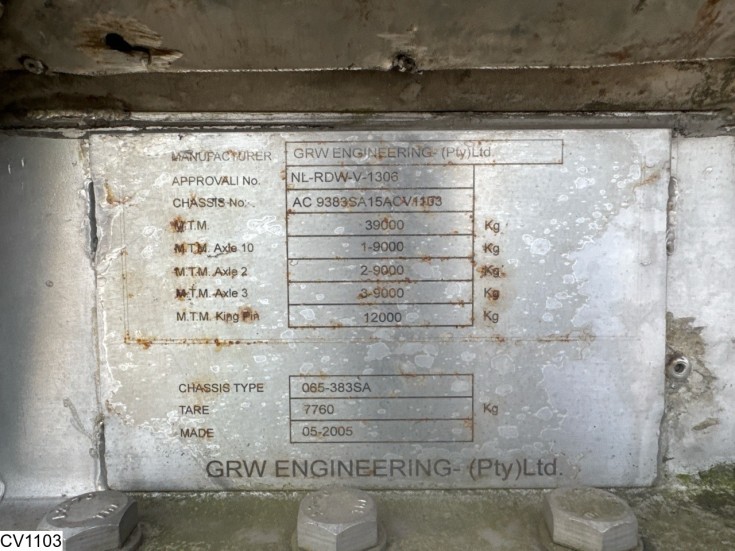 MANUFACTURER GRW ENGINEERING- (Pty)Ltd.
APPROVALI No. NL-RDW-V-1306
CHASSIS No:. AC 9383SA15ACV1103
M.T.M. 39000 Kg
M.T.M. Axle 10 1-9000 Kg
M.T.M. Axle 2 2-9000 Kg
M.T.M. Axle 3 3-9000 Kg
M.T.M. King Pin 12000 Kg
CHASSIS TYPE 065-383SA
TARE 7760 Kg
MADE 05-2005
GRW ENGINEERING- (Pty)Ltd.
CV1103